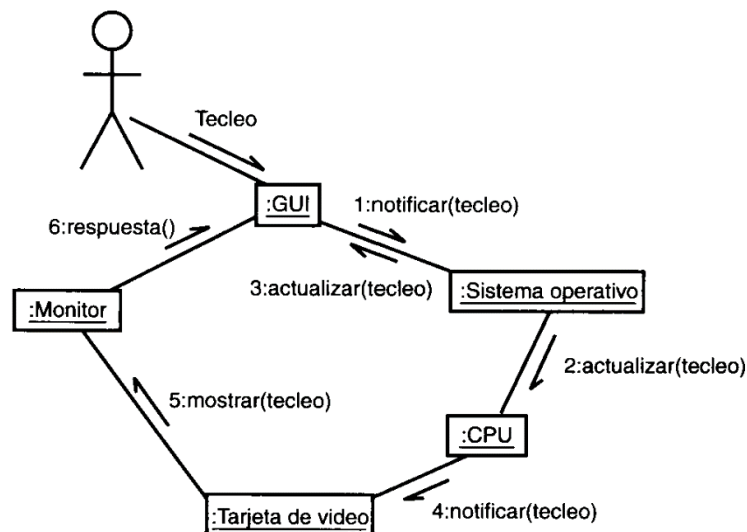 Tecleo
:GUI
1:notificar(tecleo)
6:respuesta()
3:actualizar(tecleo)
:Sistema operativo
:Monitor
2:actualizar(tecleo)
5:mostrar(tecleo)
:CPU
:Tarjeta de video
4:notificar(tecleo)